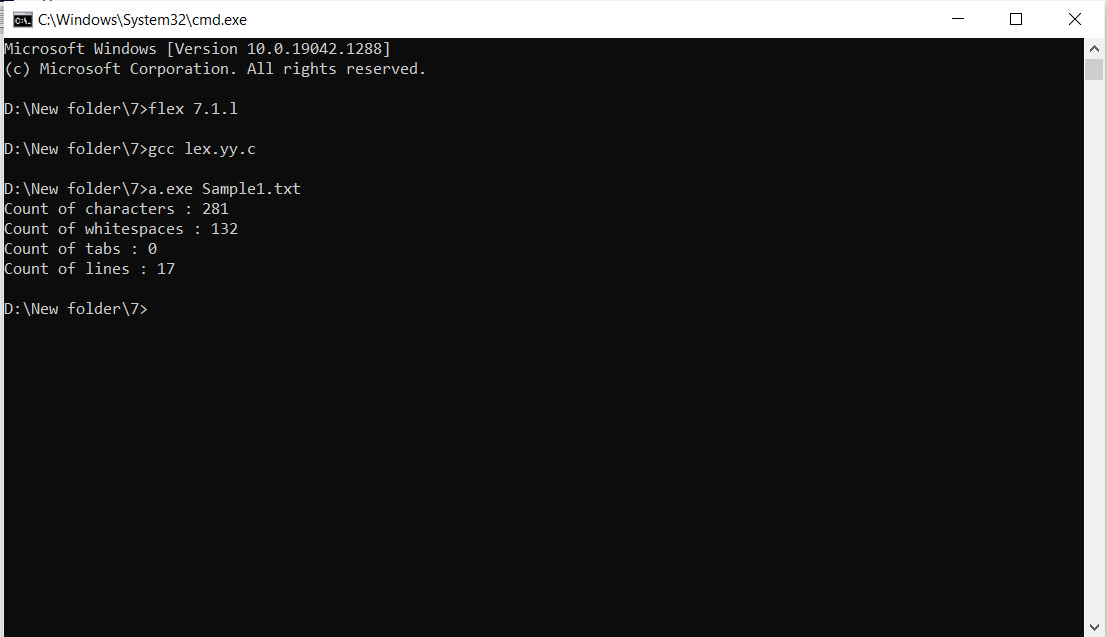 C:\Windows\System32\cmd.exe
Microsoft Windows [Version 10.0.19042.1288]
(c) Microsoft Corporation. All rights reserved.
D:\New folder\7>flex 7.1.l
D:\New folder\7>gcc lex.yy.c
D:\New folder\7>a.exe Sample1.txt
Count of characters : 281
Count of whitespaces : 132
Count of tabs : 0
Count of lines : 17
D:\New folder\7>